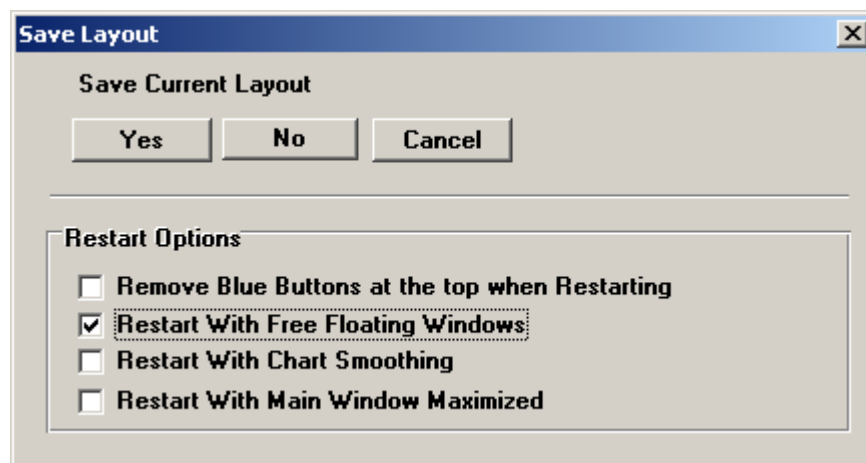 Save Layout
Save Current Layout
Yes No Cancel
Restart Options
Remove Blue Buttons at the top when Restarting
Restart With Free Floating Windows
Restart With Chart Smoothing
Restart With Main Window Maximized